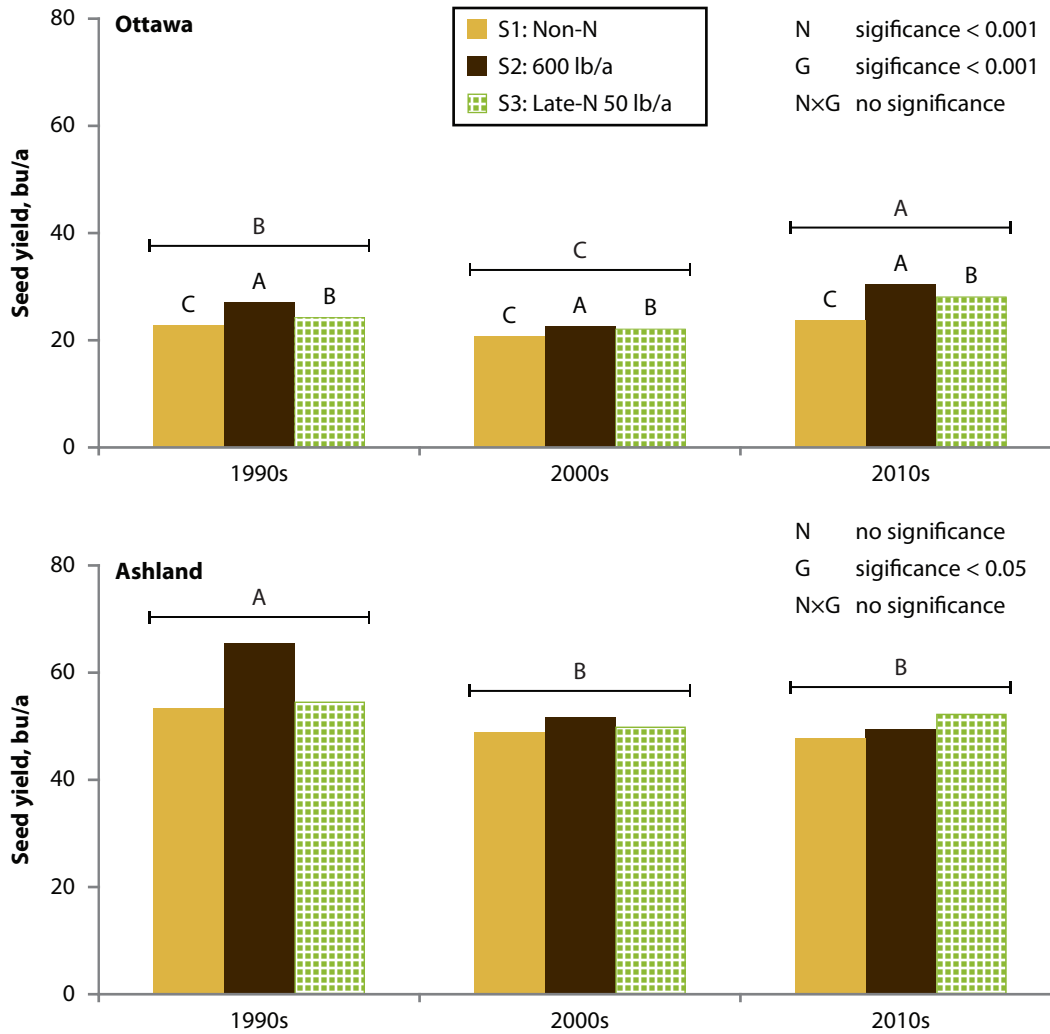 80
Ottawa
S1: Non-N
S2: 600 lb/a
S3: Late-N 50 lb/a
N sigificance < 0.001
G sigificance < 0.001
N×G no significance
60
40
20
0
Seed yield, bu/a
B
C A B
C
C A B
A
C A B
1990s 2000s 2010s
N no significance
G sigificance < 0.05
N×G no significance
80
Ashland
60
40
20
0
Seed yield, bu/a
A
B
B
1990s 2000s 2010s